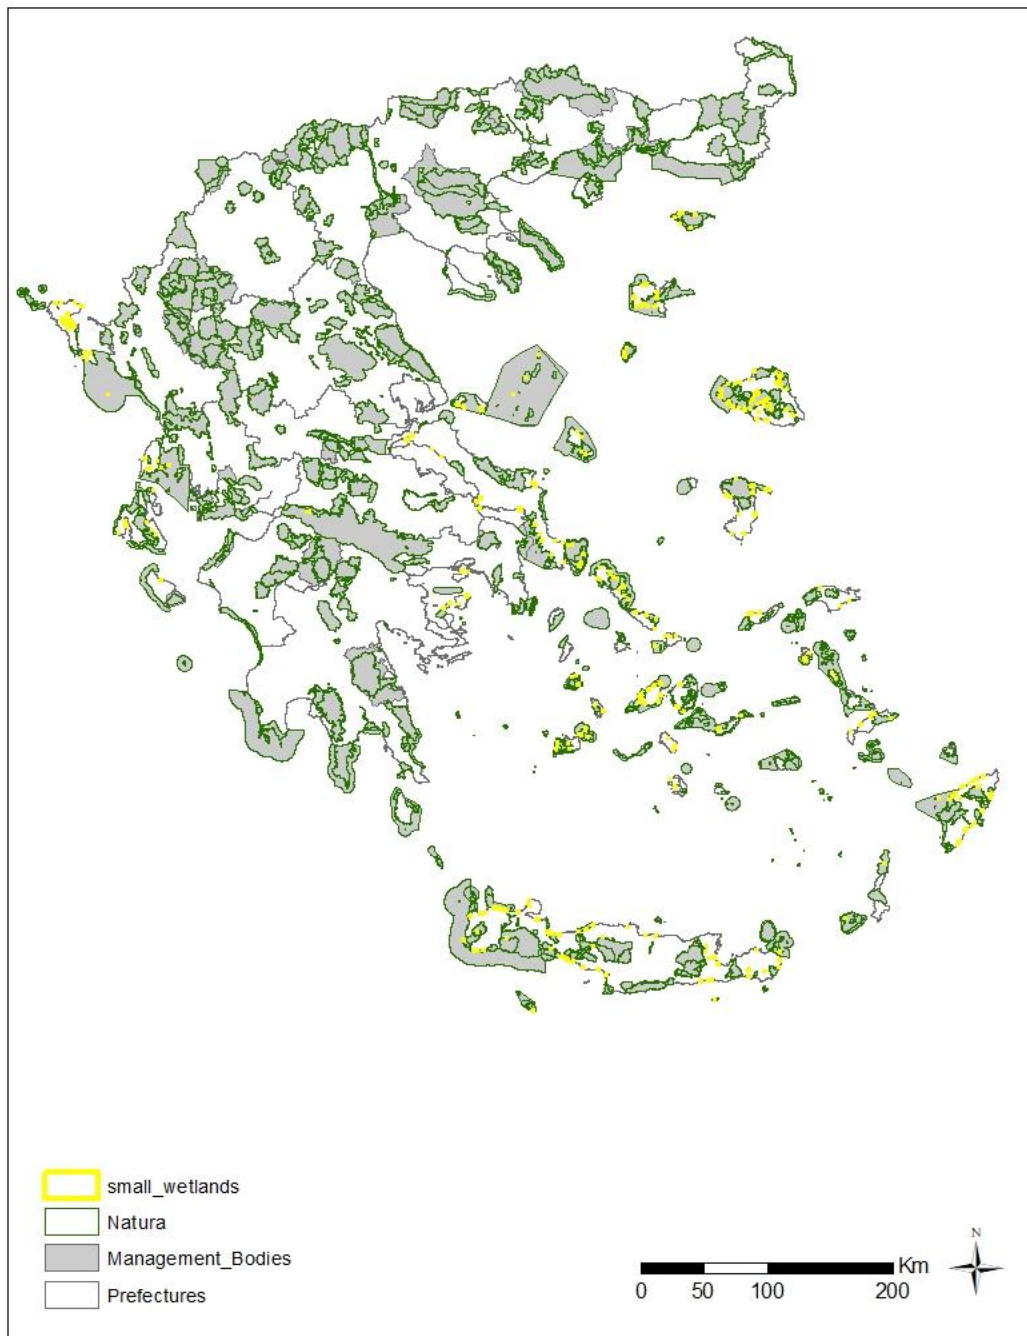 small_wetlands
Natura
Management_Bodies
Prefectures
N
Km
0 50 100 200